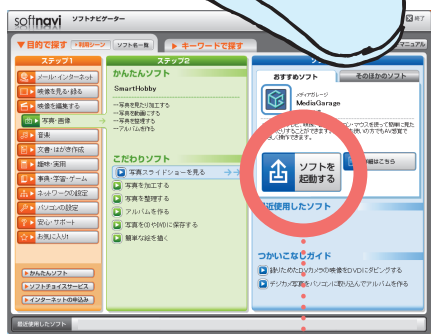 softnavi ソフトナビゲーター
終了
▼目的で探す ▶利用シーン ソフト名一覧 ▶ キーワードで探す
マニュアル
ステップ1
メール・インターネット
映像を見る・録る
映像を編集する
写真・画像
音楽
文書・はがき作成
趣味・実用
事典・学習・ゲーム
ネットワークの設定
パソコンの設定
安心・サポート
お気に入り!
▶かんたんソフト
▶ソフトチョイスサービス
▶インターネットの申込み
ステップ2
かんたんソフト
SmartHobby
ー写真を見たり加工する
ー写真を動画にする
ー写真を整理する
ーアルバムを作る
こだわりソフト
写真スライドショーを見る
写真を加工する
写真を整理する
アルバムを作る
写真をCDやDVDに保存する
簡単な絵を描く
おすすめソフト そのほかのソフト
メディアガレージ
MediaGarage
ソフトを
起動する
詳細はこちら
最近使用したソフト
つかいこなしガイド
録りためたDVカメラの映像をDVDにダビングする
デジカメ写真をパソコンに取り込んでアルバムを作る
最近使用したソフト